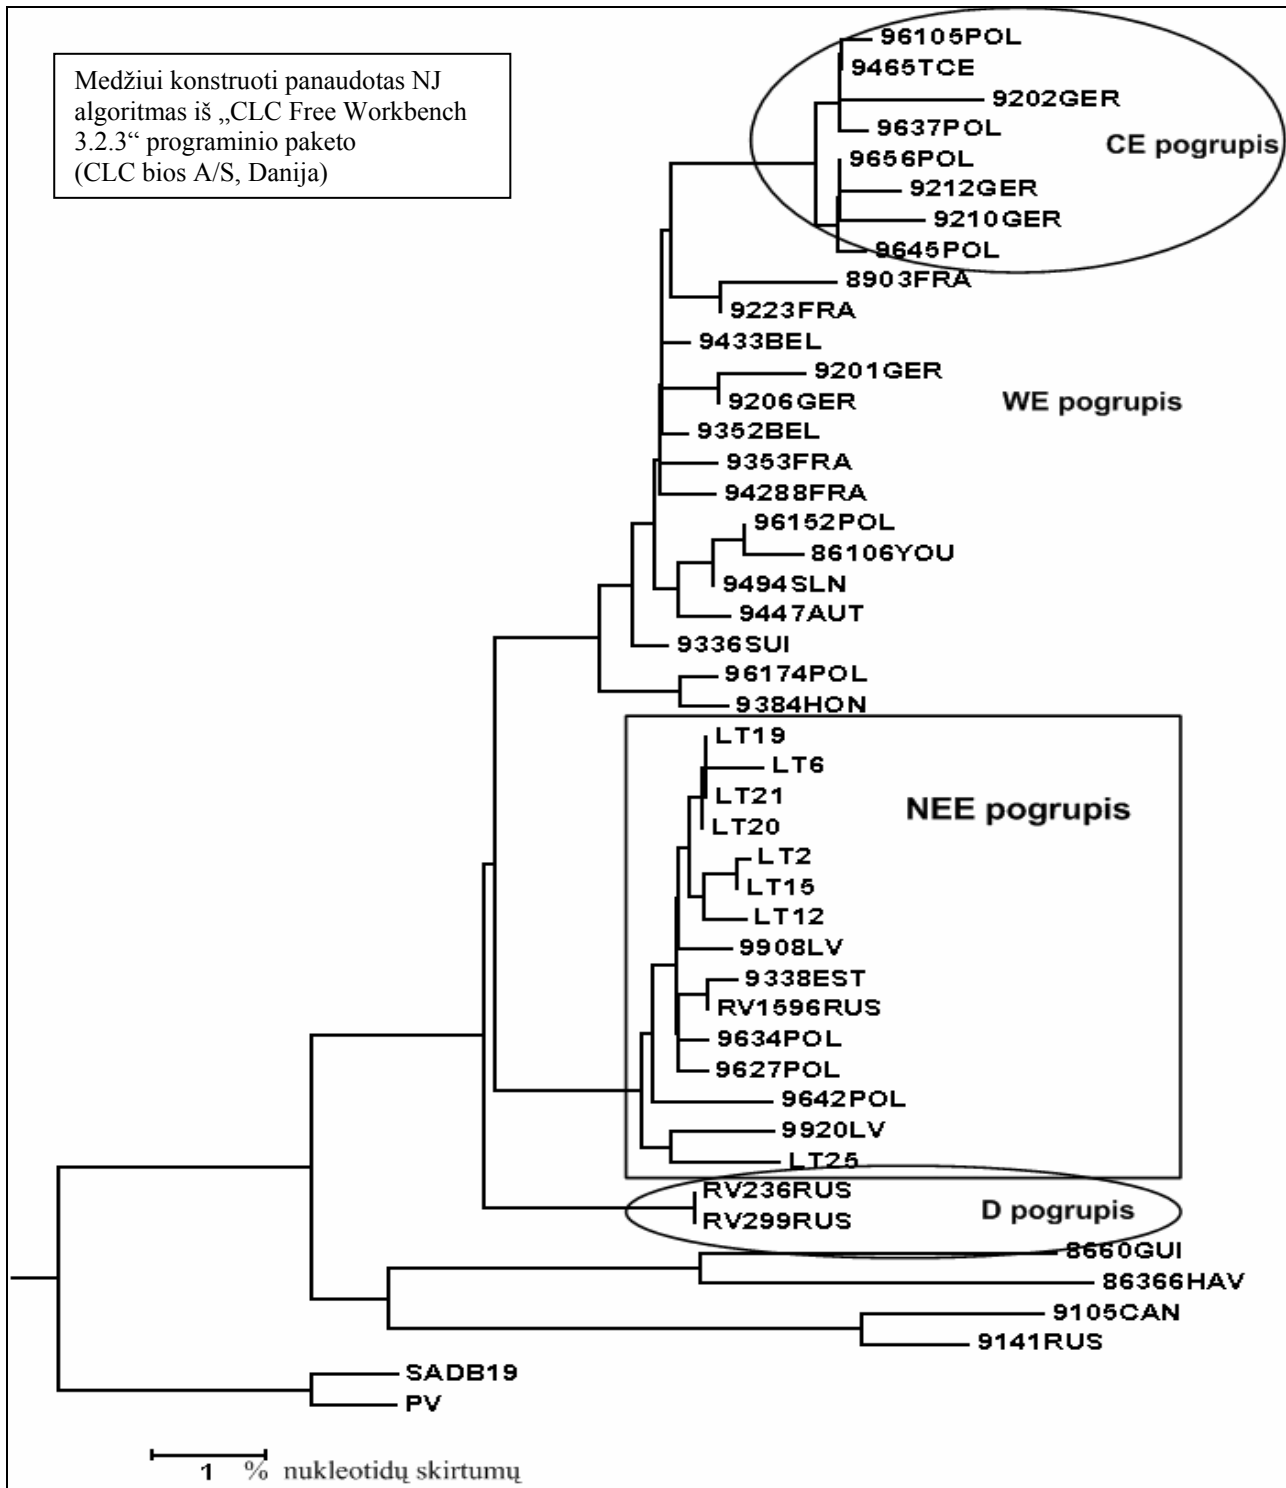 Medžiui konstruoti panaudotas NJ
algoritmas iš „CLC Free Workbench
3.2.3“ programinio paketo
(CLC bios A/S, Danija)
96105POL
9465TCE
9202GER
9637POL
CE pogrupis
9656POL
9212GER
9210GER
9645POL
8903FRA
9223FRA
9433BEL
9201GER
9206GER
WE pogrupis
9352BEL
9353FRA
94288FRA
96152POL
86106YOU
9494SLN
9447AUT
9336SUI
96174POL
9384HON
LT19
LT6
LT21
NEE pogrupis
LT20
LT2
LT15
LT12
9908LV
9338EST
RV1596RUS
9634POL
9627POL
9642POL
9920LV
LT25
RV236RUS
RV299RUS
D pogrupis
8660GUI
86366HAV
9105CAN
9141RUS
SADB19
PV
1 % nukleotidų skirtumų